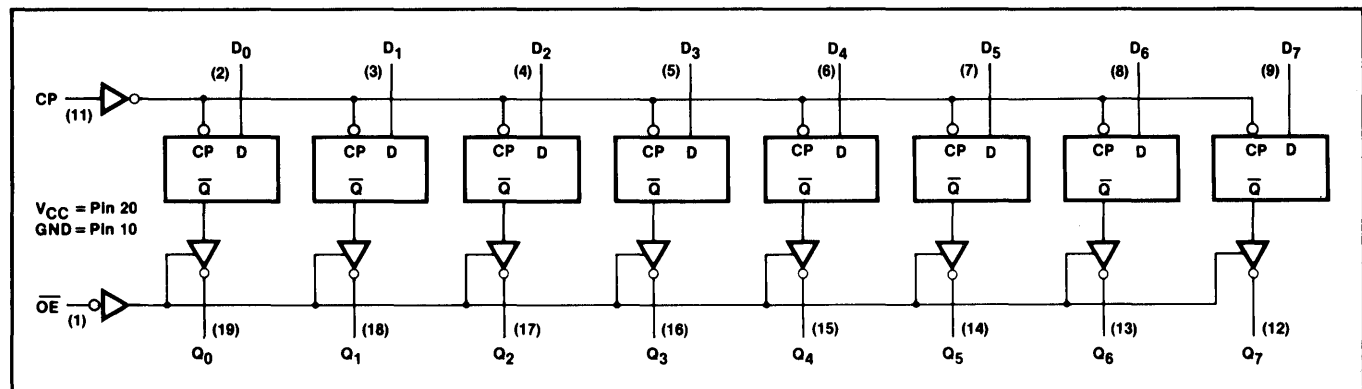 D0 D1 D2 D3 D4 D5 D6 D7
(2) (3) (4) (5) (6) (7) (8) (9)
CP
(11)
CP D CP D CP D CP D CP D CP D CP D CP D
Q̅ Q̅ Q̅ Q̅ Q̅ Q̅ Q̅ Q̅
VCC = Pin 20
GND = Pin 10
O̅E̅
(1)
(19) (18) (17) (16) (15) (14) (13) (12)
Q0 Q1 Q2 Q3 Q4 Q5 Q6 Q7